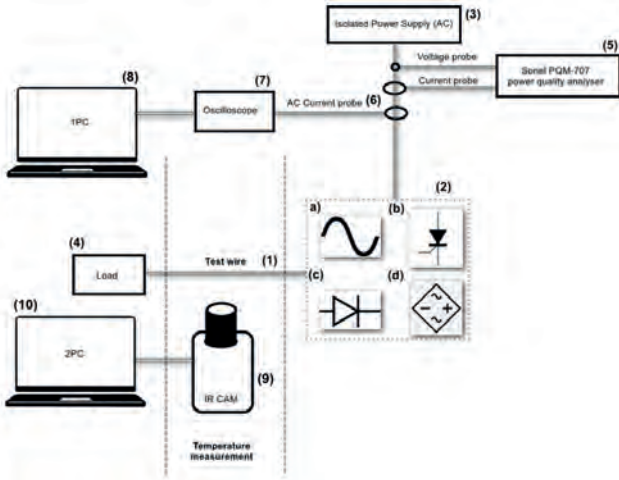 Isolated Power Supply (AC)
(3)
Voltage probe
(5)
Sonel PQM-707
power quality analyser
Current probe
(8)
(7)
1PC
Oscilloscope
AC Current probe
(6)
a)
(b)
(2)
(4)
Load
Test wire
(1)
(c)
(d)
(10)
2PC
IR CAM
(9)
Temperature
measurement